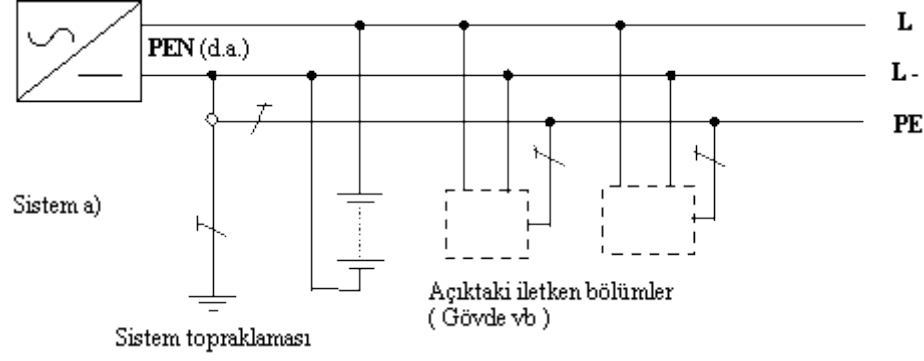 L
PEN (d.a.)
L -
PE
Sistem a)
Açıktaki iletken bölümler
( Gövde vb )
Sistem topraklaması